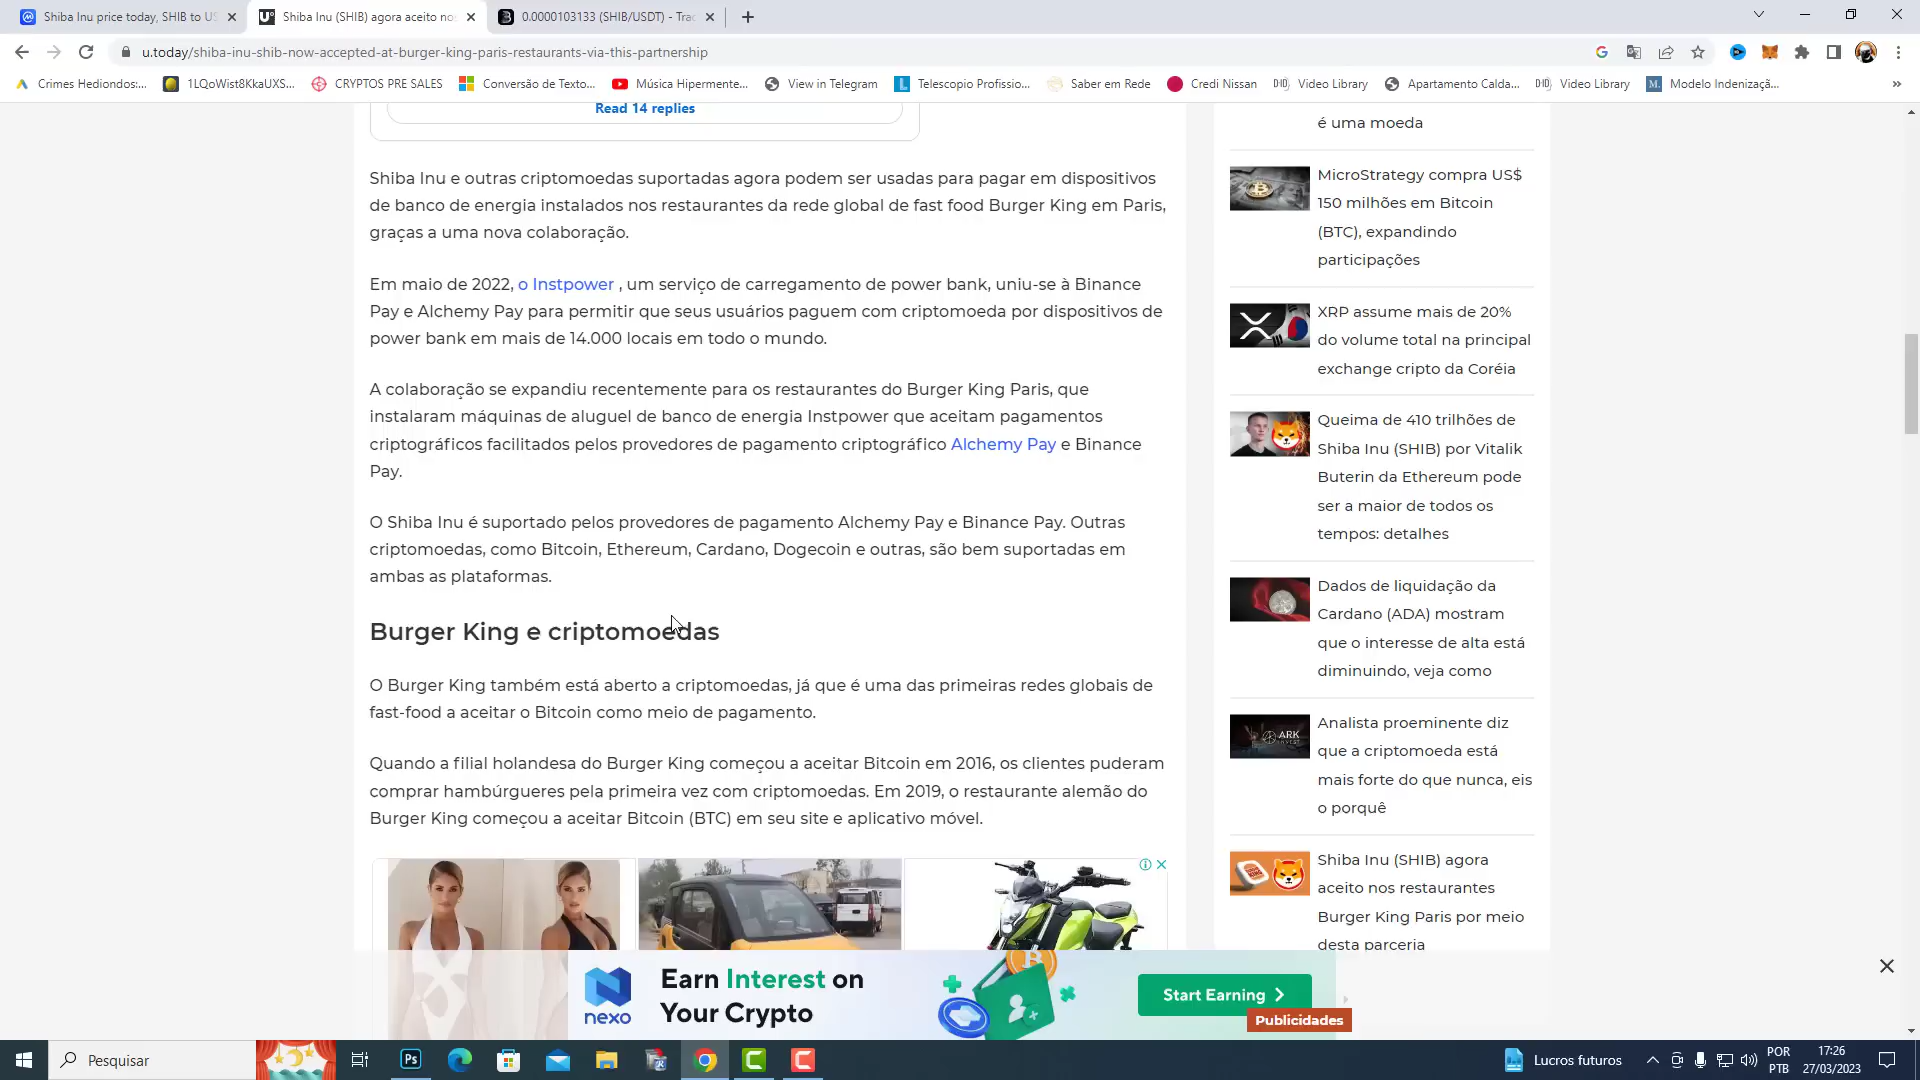 Shiba Inu price today, SHIB to US
Shiba Inu (SHIB) agora aceito nos
0.0000103133 (SHIB/USDT) - Trad
u.today/shiba-inu-shib-now-accepted-at-burger-king-paris-restaurants-via-this-partnership
Crimes Hediondos:...
1LQoWist8KkaUXS...
CRYPTOS PRE SALES
Conversão de Texto...
Música Hipermente...
View in Telegram
Telescopio Profissio...
Saber em Rede
Credi Nissan
Video Library
Apartamento Calda...
Video Library
Modelo Indenizaçã...
Read 14 replies
Shiba Inu e outras criptomoedas suportadas agora podem ser usadas para pagar em dispositivos
de banco de energia instalados nos restaurantes da rede global de fast food Burger King em Paris,
graças a uma nova colaboração.
Em maio de 2022, o Instpower , um serviço de carregamento de power bank, uniu-se à Binance
Pay e Alchemy Pay para permitir que seus usuários paguem com criptomoeda por dispositivos de
power bank em mais de 14.000 locais em todo o mundo.
A colaboração se expandiu recentemente para os restaurantes do Burger King Paris, que
instalaram máquinas de aluguel de banco de energia Instpower que aceitam pagamentos
criptográficos facilitados pelos provedores de pagamento criptográfico Alchemy Pay e Binance
Pay.
O Shiba Inu é suportado pelos provedores de pagamento Alchemy Pay e Binance Pay. Outras
criptomoedas, como Bitcoin, Ethereum, Cardano, Dogecoin e outras, são bem suportadas em
ambas as plataformas.
Burger King e criptomoedas
O Burger King também está aberto a criptomoedas, já que é uma das primeiras redes globais de
fast-food a aceitar o Bitcoin como meio de pagamento.
Quando a filial holandesa do Burger King começou a aceitar Bitcoin em 2016, os clientes puderam
comprar hambúrgueres pela primeira vez com criptomoedas. Em 2019, o restaurante alemão do
Burger King começou a aceitar Bitcoin (BTC) em seu site e aplicativo móvel.
é uma moeda
MicroStrategy compra US$
150 milhões em Bitcoin
(BTC), expandindo
participações
XRP assume mais de 20%
do volume total na principal
exchange cripto da Coréia
Queima de 410 trilhões de
Shiba Inu (SHIB) por Vitalik
Buterin da Ethereum pode
ser a maior de todos os
tempos: detalhes
Dados de liquidação da
Cardano (ADA) mostram
que o interesse de alta está
diminuindo, veja como
ARK
Analista proeminente diz
que a criptomoeda está
mais forte do que nunca, eis
o porquê
Shiba Inu (SHIB) agora
aceito nos restaurantes
Burger King Paris por meio
desta parceria
nexo
Earn Interest on
Your Crypto
Start Earning
Publicidades
Pesquisar
Ps
Lucros futuros
POR
PTB
17:26
27/03/2023